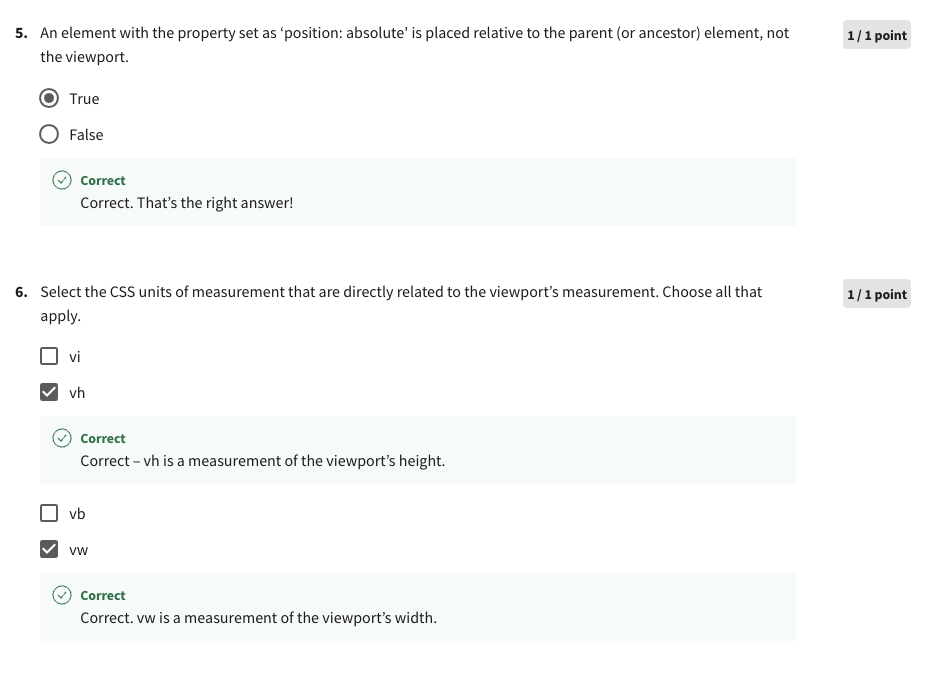 5. An element with the property set as ‘position: absolute' is placed relative to the parent (or ancestor) element, not
the viewport.
1 / 1 point
True
False
Correct
Correct. That’s the right answer!
6. Select the CSS units of measurement that are directly related to the viewport’s measurement. Choose all that
apply.
1 / 1 point
vi
vh
Correct
Correct – vh is a measurement of the viewport’s height.
vb
vw
Correct
Correct. vw is a measurement of the viewport’s width.